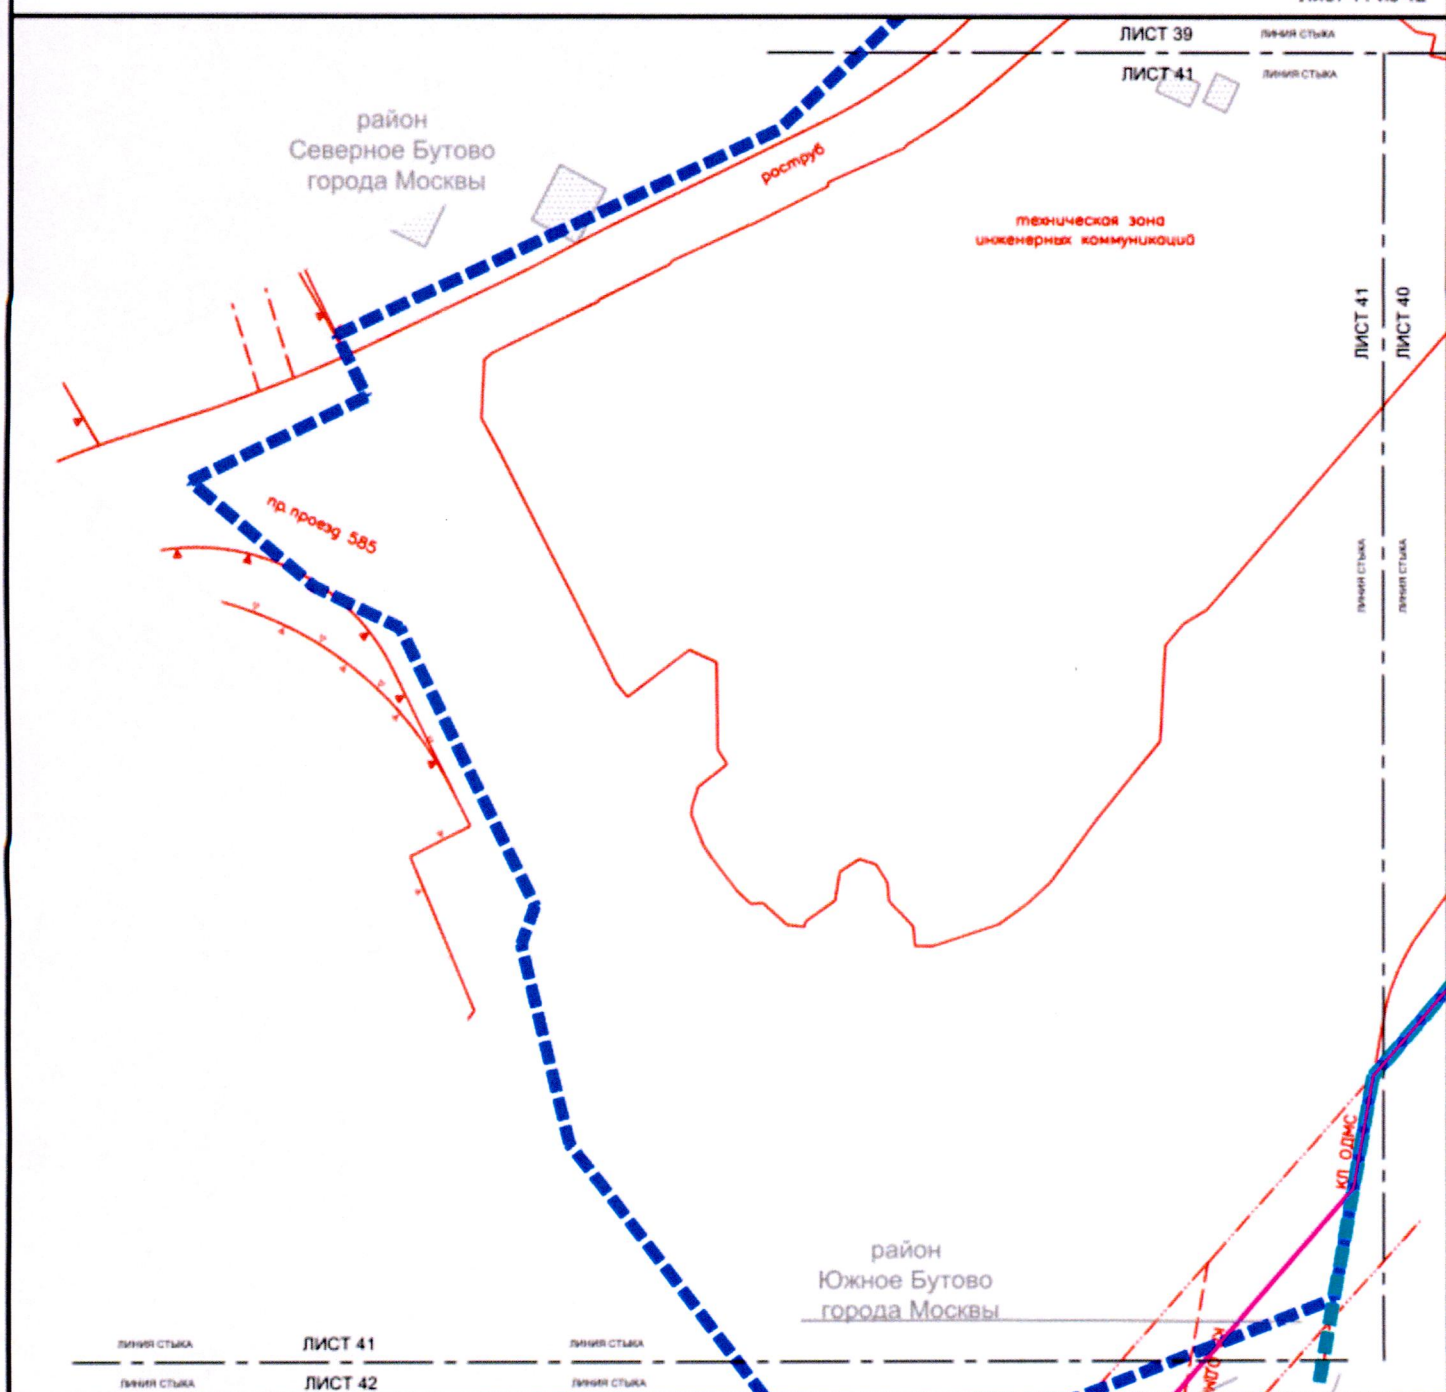 ЛИСТ 39
линия стыка
ЛИСТ 41
линия стыка
район
Северное Бутово
города Москвы
роструб
техническая зона
инженерных коммуникаций
ЛИСТ 41
ЛИСТ 40
пр. проезд 585
линия стыка
линия стыка
КЛ ОДМС
район
Южное Бутово
города Москвы
линия стыка
ЛИСТ 41
линия стыка
линия стыка
ЛИСТ 42
линия стыка